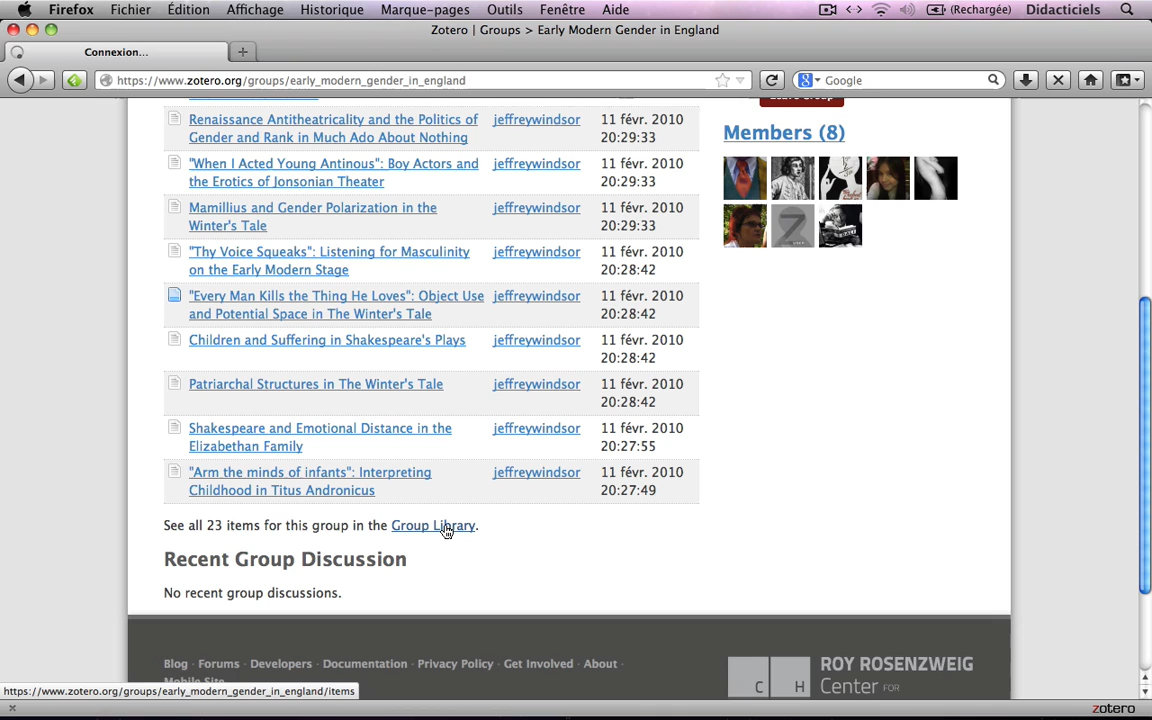 Firefox Fichier Édition Affichage Historique Marque-pages Outils Fenêtre Aide (Rechargée) Didacticiels
Zotero | Groups > Early Modern Gender in England
Connexion...
https://www.zotero.org/groups/early_modern_gender_in_england Google
Renaissance Antitheatricality and the Politics of Gender and Rank in Much Ado About Nothing
jeffreywindsor
11 févr. 2010
20:29:33
"When I Acted Young Antinous": Boy Actors and the Erotics of Jonsonian Theater
jeffreywindsor
11 févr. 2010
20:29:33
Mamillius and Gender Polarization in the Winter's Tale
jeffreywindsor
11 févr. 2010
20:29:33
"Thy Voice Squeaks": Listening for Masculinity on the Early Modern Stage
jeffreywindsor
11 févr. 2010
20:28:42
"Every Man Kills the Thing He Loves": Object Use and Potential Space in The Winter's Tale
jeffreywindsor
11 févr. 2010
20:28:42
Children and Suffering in Shakespeare's Plays
jeffreywindsor
11 févr. 2010
20:28:42
Patriarchal Structures in The Winter's Tale
jeffreywindsor
11 févr. 2010
20:28:42
Shakespeare and Emotional Distance in the Elizabethan Family
jeffreywindsor
11 févr. 2010
20:27:55
"Arm the minds of infants": Interpreting Childhood in Titus Andronicus
jeffreywindsor
11 févr. 2010
20:27:49
See all 23 items for this group in the Group Library.
Recent Group Discussion
No recent group discussions.
Members (8)
Blog · Forums · Developers · Documentation · Privacy Policy · Get Involved · About ·
Mobile Site
C H ROY ROSENZWEIG
Center FOR
https://www.zotero.org/groups/early_modern_gender_in_england/items
zotero